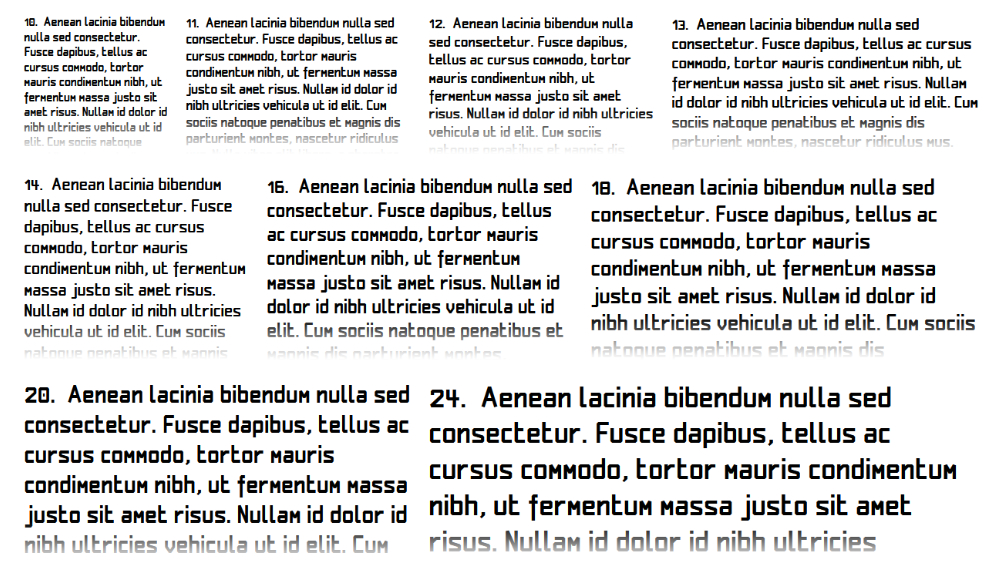 10. Aenean lacinia bibendum
nulla sed consectetur.
Fusce dapibus, tellus ac
cursus commodo, tortor
mauris condimentum nibh, ut
fermentum massa justo sit
amet risus. Nullam id dolor id
nibh ultricies vehicula ut id
elit. Cum sociis natoque
11. Aenean lacinia bibendum nulla sed
consectetur. Fusce dapibus, tellus ac
cursus commodo, tortor mauris
condimentum nibh, ut fermentum massa
justo sit amet risus. Nullam id dolor id
nibh ultricies vehicula ut id elit. Cum
sociis natoque penatibus et magnis dis
parturient montes, nascetur ridiculus
12. Aenean lacinia bibendum nulla
sed consectetur. Fusce dapibus,
tellus ac cursus commodo, tortor
mauris condimentum nibh, ut
fermentum massa justo sit amet
risus. Nullam id dolor id nibh ultricies
vehicula ut id elit. Cum sociis
natoque penatibus et magnis dis
13. Aenean lacinia bibendum nulla sed
consectetur. Fusce dapibus, tellus ac cursus
commodo, tortor mauris condimentum nibh, ut
fermentum massa justo sit amet risus. Nullam
id dolor id nibh ultricies vehicula ut id elit. Cum
sociis natoque penatibus et magnis dis
parturient montes, nascetur ridiculus mus.
14. Aenean lacinia bibendum
nulla sed consectetur. Fusce
dapibus, tellus ac cursus
commodo, tortor mauris
condimentum nibh, ut fermentum
massa justo sit amet risus.
Nullam id dolor id nibh ultricies
vehicula ut id elit. Cum sociis
natoque penatibus et magnis
16. Aenean lacinia bibendum nulla sed
consectetur. Fusce dapibus, tellus
ac cursus commodo, tortor mauris
condimentum nibh, ut fermentum
massa justo sit amet risus. Nullam id
dolor id nibh ultricies vehicula ut id
elit. Cum sociis natoque penatibus et
magnis dis parturient montes
18. Aenean lacinia bibendum nulla sed
consectetur. Fusce dapibus, tellus ac
cursus commodo, tortor mauris
condimentum nibh, ut fermentum massa
justo sit amet risus. Nullam id dolor id
nibh ultricies vehicula ut id elit. Cum sociis
natoque penatibus et magnis dis
20. Aenean lacinia bibendum nulla sed
consectetur. Fusce dapibus, tellus ac
cursus commodo, tortor mauris
condimentum nibh, ut fermentum massa
justo sit amet risus. Nullam id dolor id
nibh ultricies vehicula ut id elit. Cum
24. Aenean lacinia bibendum nulla sed
consectetur. Fusce dapibus, tellus ac
cursus commodo, tortor mauris condimentum
nibh, ut fermentum massa justo sit amet
risus. Nullam id dolor id nibh ultricies